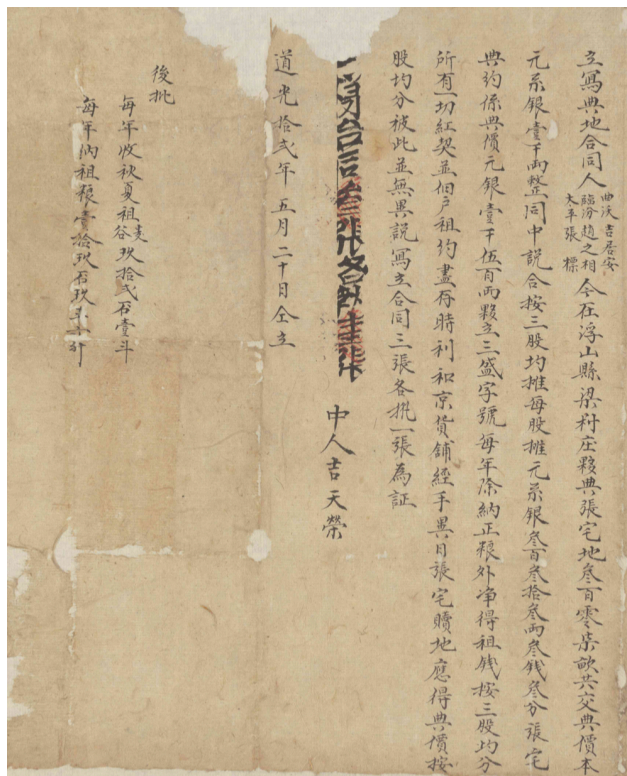 立寫典地合同人 曲沃吉居安 臨汾趙之相 太平張標 今在浮山縣梁村庄夥典張宅地叁百零柒畝共交典價本
元系銀壹千兩整同中説合按三股均攤每股攤元系銀叁百叁拾叁兩叁錢叁分張宅
典約係典價元銀壹千伍百兩夥立三盛字號每年除納正粮外凈得租錢按三股均分
所有一切紅契並佃户租約盡存時利和京貨鋪經手異日張宅贖地應得典價按
股均分彼此並無異説寫立合同三張各執一張為証
合同
中人吉天榮
道光拾貳年五月二十日仝立
後批
每年收秋夏租麦谷玖拾貳石壹斗
每年納租粮壹拾玖石玖斗